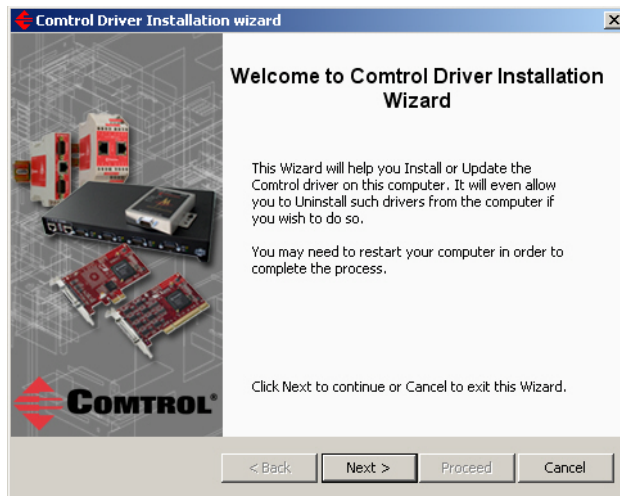 Comtrol Driver Installation wizard
Welcome to Comtrol Driver Installation
Wizard
This Wizard will help you Install or Update the
Comtrol driver on this computer. It will even allow
you to Uninstall such drivers from the computer if
you wish to do so.
You may need to restart your computer in order to
complete the process.
Click Next to continue or Cancel to exit this Wizard.
COMTROL®
< Back
Next >
Proceed
Cancel